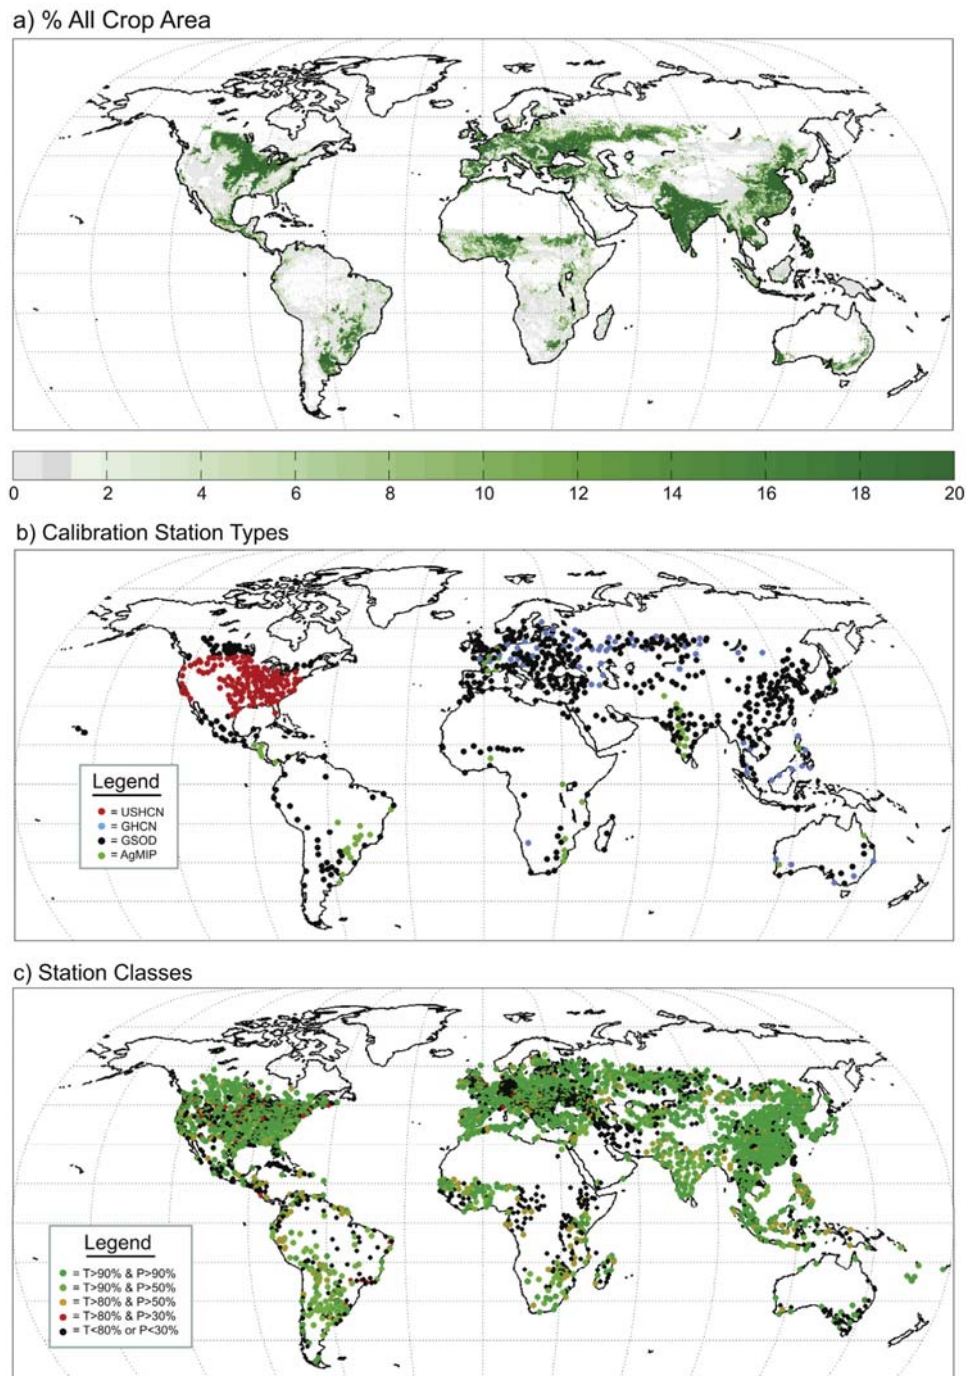 a) % All Crop Area
0 2 4 6 8 10 12 14 16 18 20
b) Calibration Station Types
Legend
= USHCN
= GHCN
= GSOD
= AgMIP
c) Station Classes
Legend
= T>90% & P>90%
= T>90% & P>50%
= T>80% & P>50%
= T>80% & P>30%
= T<80% or P<30%